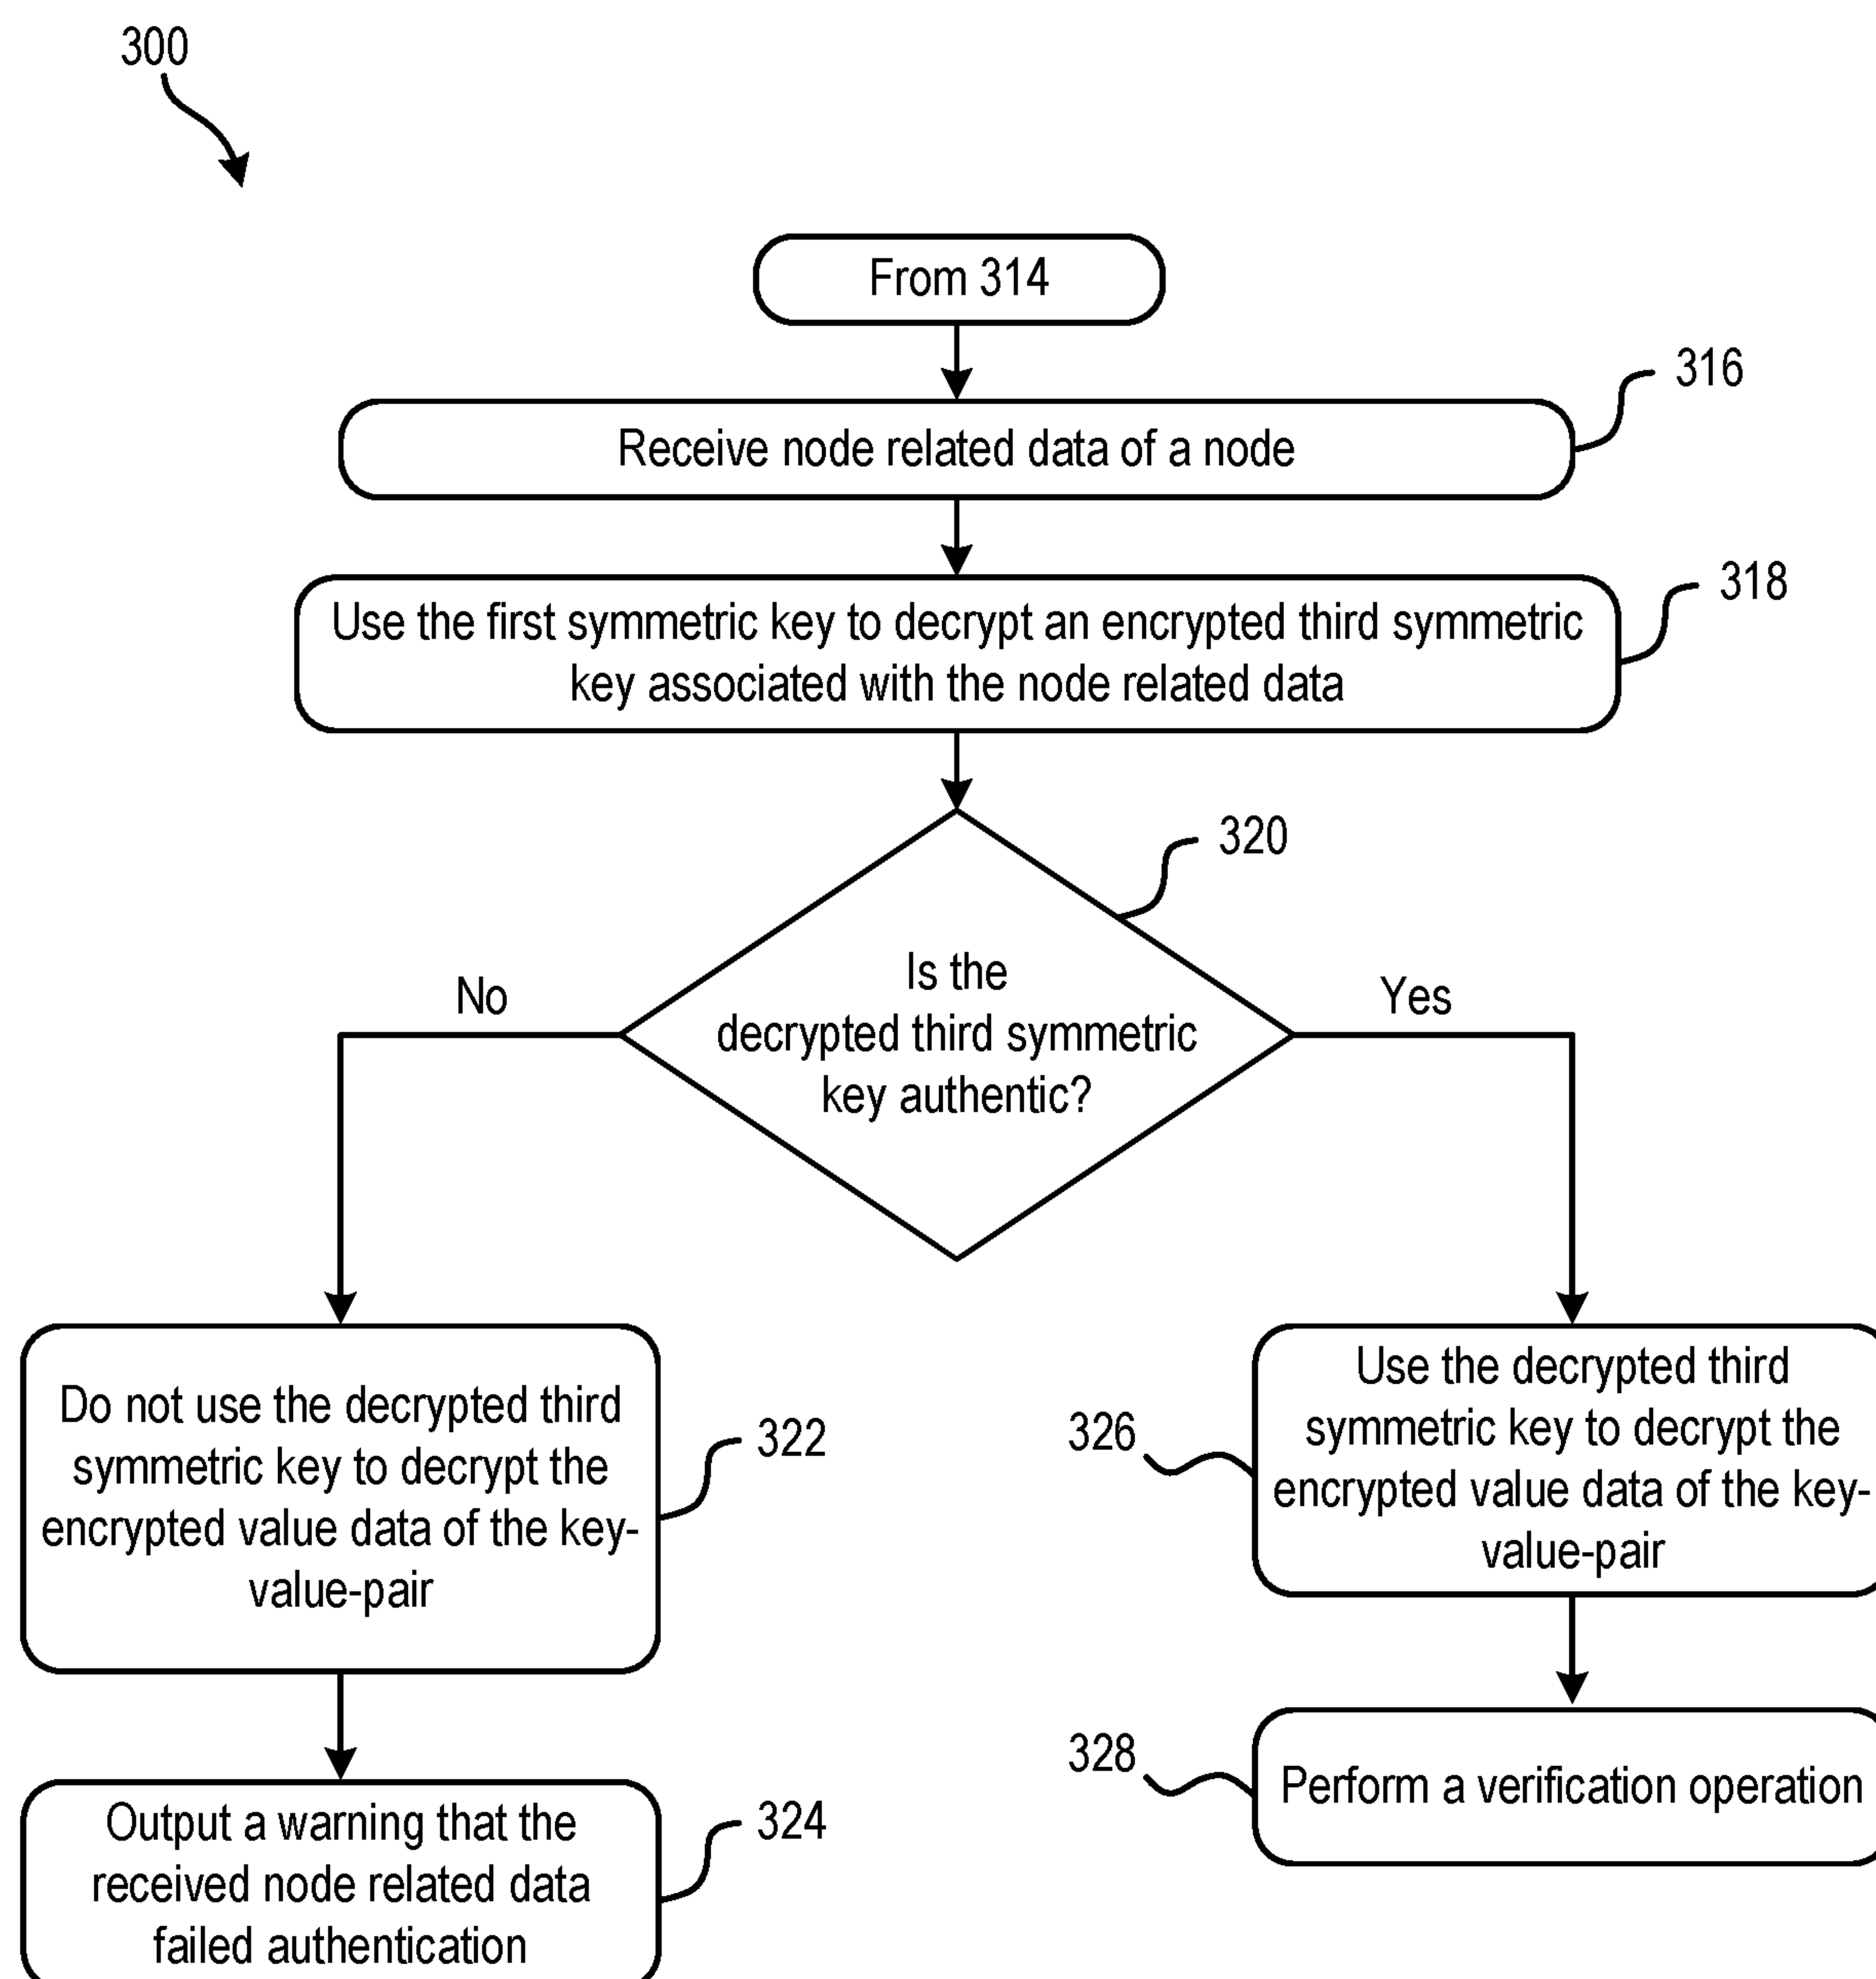 300
From 314
316
Receive node related data of a node
318
Use the first symmetric key to decrypt an encrypted third symmetric
key associated with the node related data
320
Is the
decrypted third symmetric
key authentic?
No
Yes
Do not use the decrypted third
symmetric key to decrypt the
encrypted value data of the key-
value-pair
322
326
Use the decrypted third
symmetric key to decrypt the
encrypted value data of the key-
value-pair
Output a warning that the
received node related data
failed authentication
324
328
Perform a verification operation